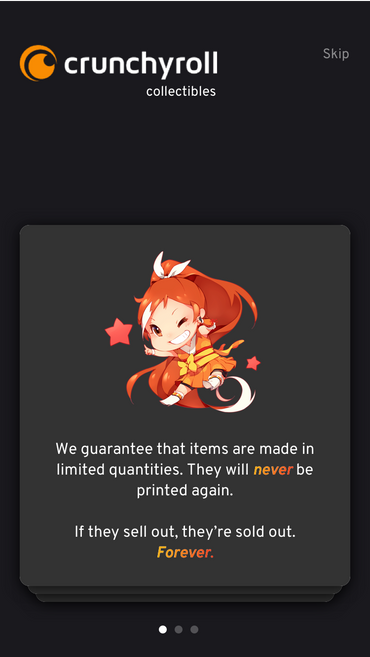 crunchyroll
Skip
collectibles
We guarantee that items are made in
limited quantities. They will never be
printed again.
If they sell out, they’re sold out.
Forever.